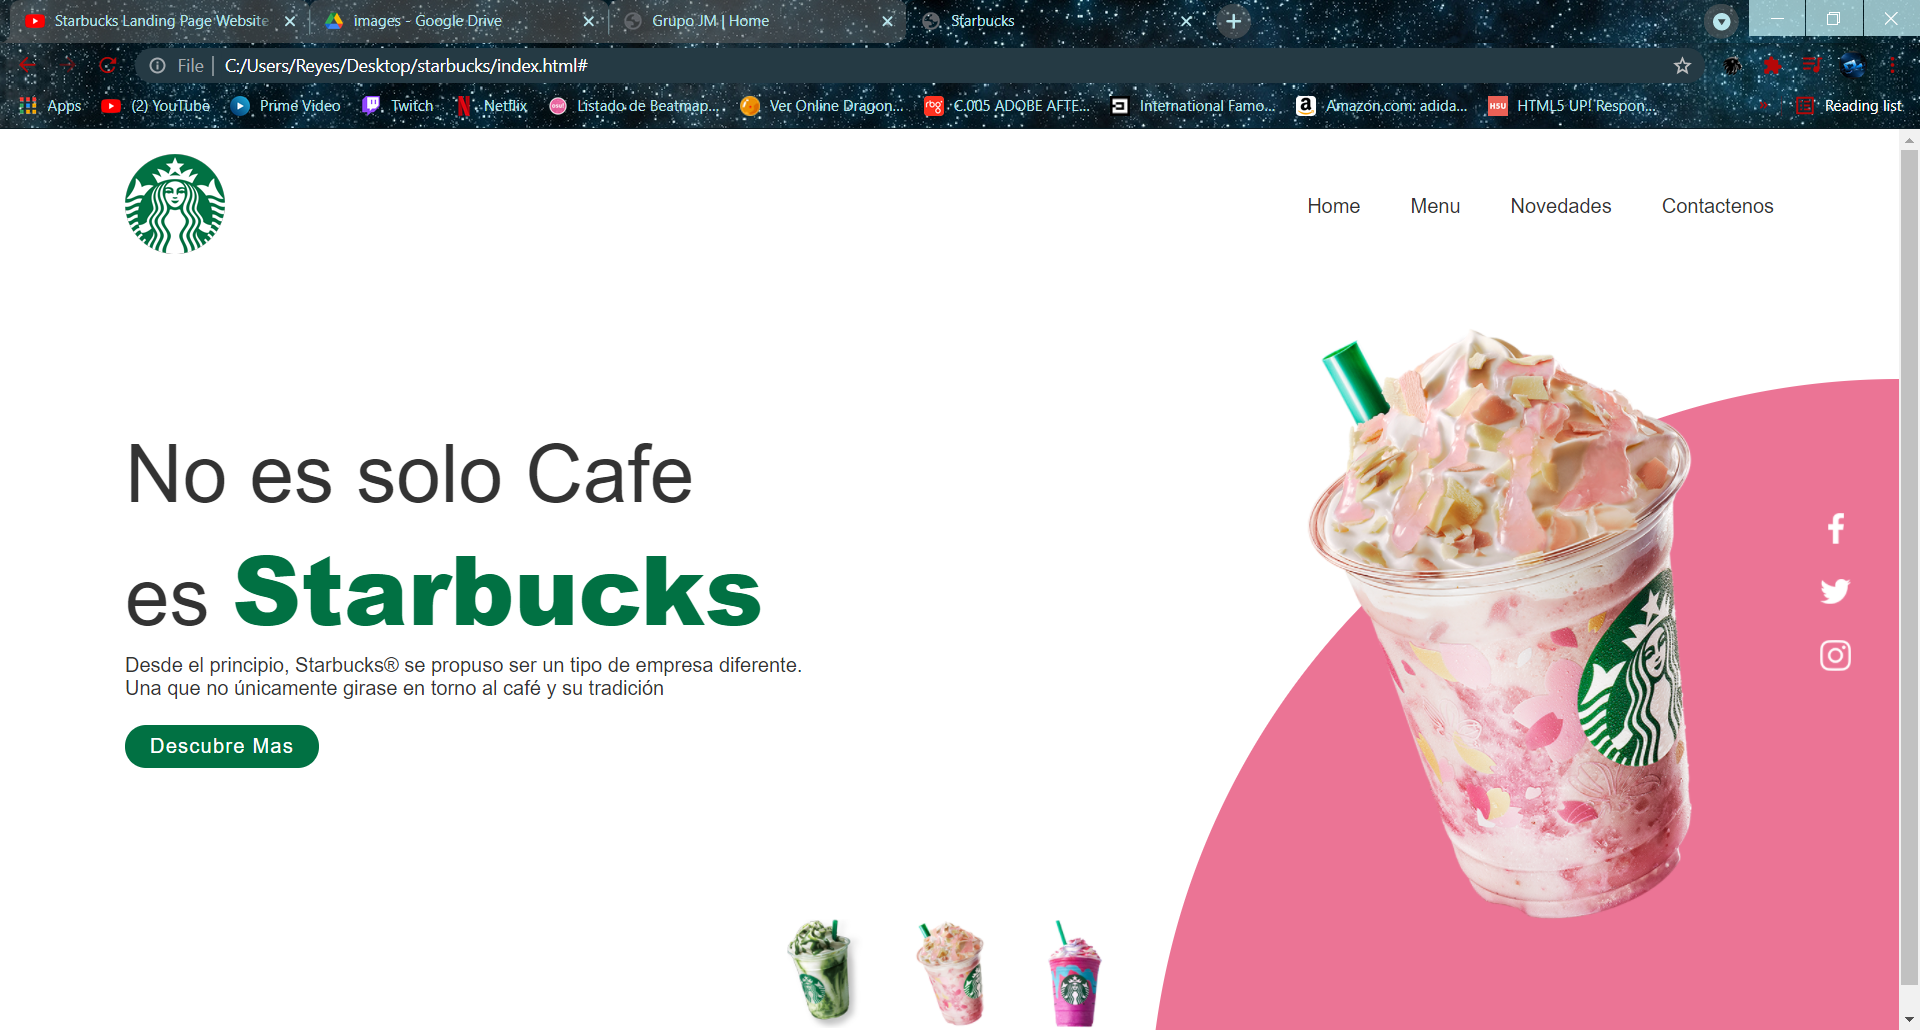 Starbucks Landing Page Website
images - Google Drive
Grupo JM | Home
Starbucks
File | C:/Users/Reyes/Desktop/starbucks/index.html#
Apps
(2) YouTube
Prime Video
Twitch
Netflix
Listado de Beatmap...
Ver Online Dragon...
C.005 ADOBE AFTE...
International Famo...
Amazon.com: adida...
HTML5 UP! Respon...
Reading list
Home
Menu
Novedades
Contactenos
No es solo Cafe
es Starbucks
Desde el principio, Starbucks® se propuso ser un tipo de empresa diferente.
Una que no únicamente girase en torno al café y su tradición
Descubre Mas